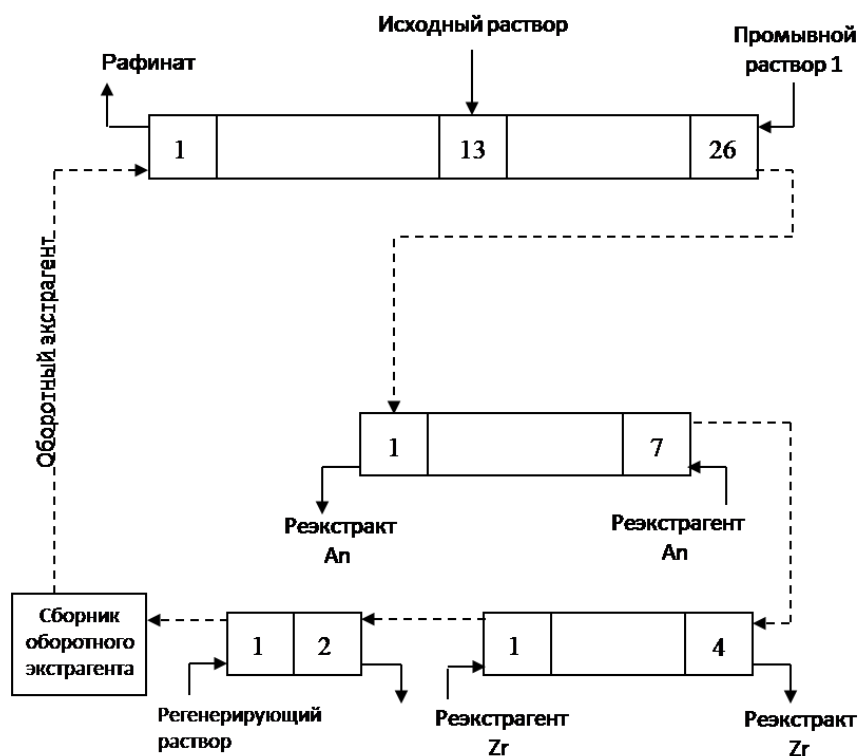 Исходный раствор
Рафинат
Промывной
раствор 1
1
13
26
Оборотный экстрагент
1
7
Реэкстракт
An
Реэкстрагент
An
Сборник
оборотного
экстрагента
1
2
1
4
Регенерирующий
раствор
Реэкстрагент
Zr
Реэкстракт
Zr